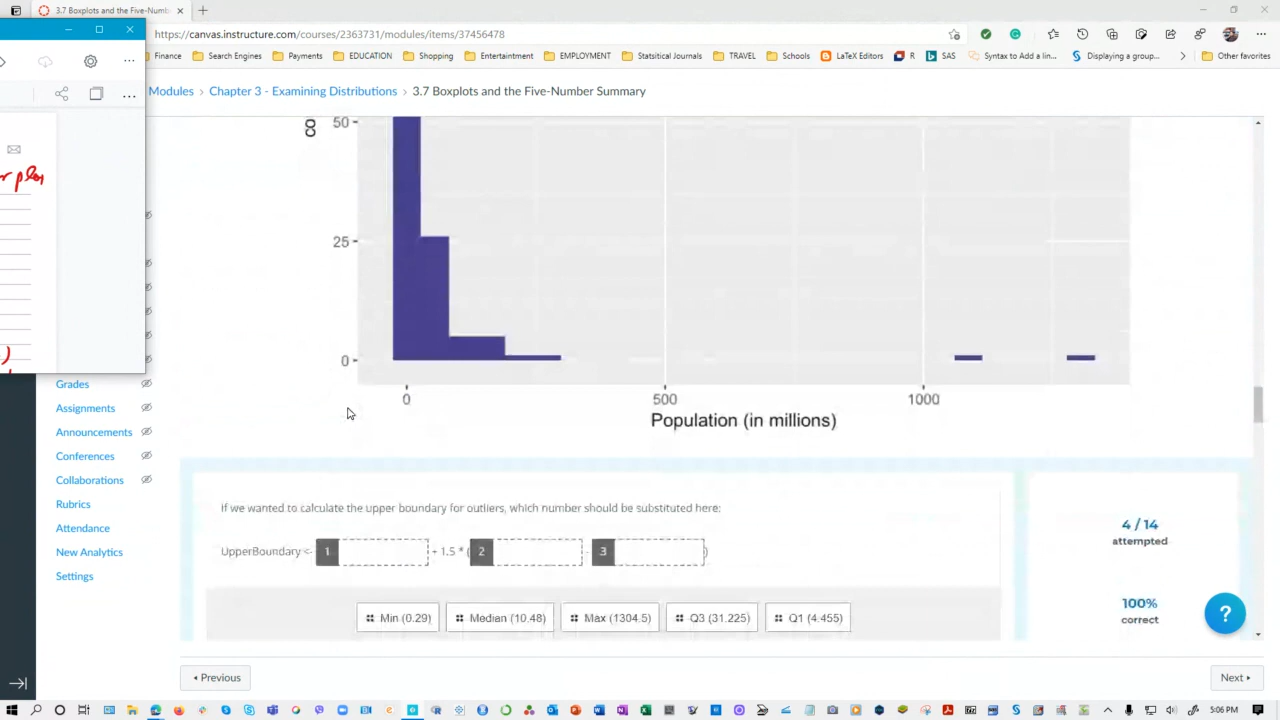 3.7 Boxplots and the Five-Numb
https://canvas.instructure.com/courses/2363731/modules/items/37456478
Finance Search Engines Payments EDUCATION Shopping Entertainment EMPLOYMENT Statsitical Journals TRAVEL Schools LaTeX Editors R SAS Syntax to Add a lin... Displaying a group... Other favorites
Modules > Chapter 3 - Examining Distributions > 3.7 Boxplots and the Five-Number Summary
co
50
25
0
0 500 1000
Population (in millions)
Grades
Assignments
Announcements
Conferences
Collaborations
Rubrics
Attendance
New Analytics
Settings
If we wanted to calculate the upper boundary for outliers, which number should be substituted here:
UpperBoundary <- 1 + 1.5 * ( 2 - 3 )
Min (0.29) Median (10.48) Max (1304.5) Q3 (31.225) Q1 (4.455)
4 / 14
attempted
100%
correct
?
Previous
Next
5:06 PM